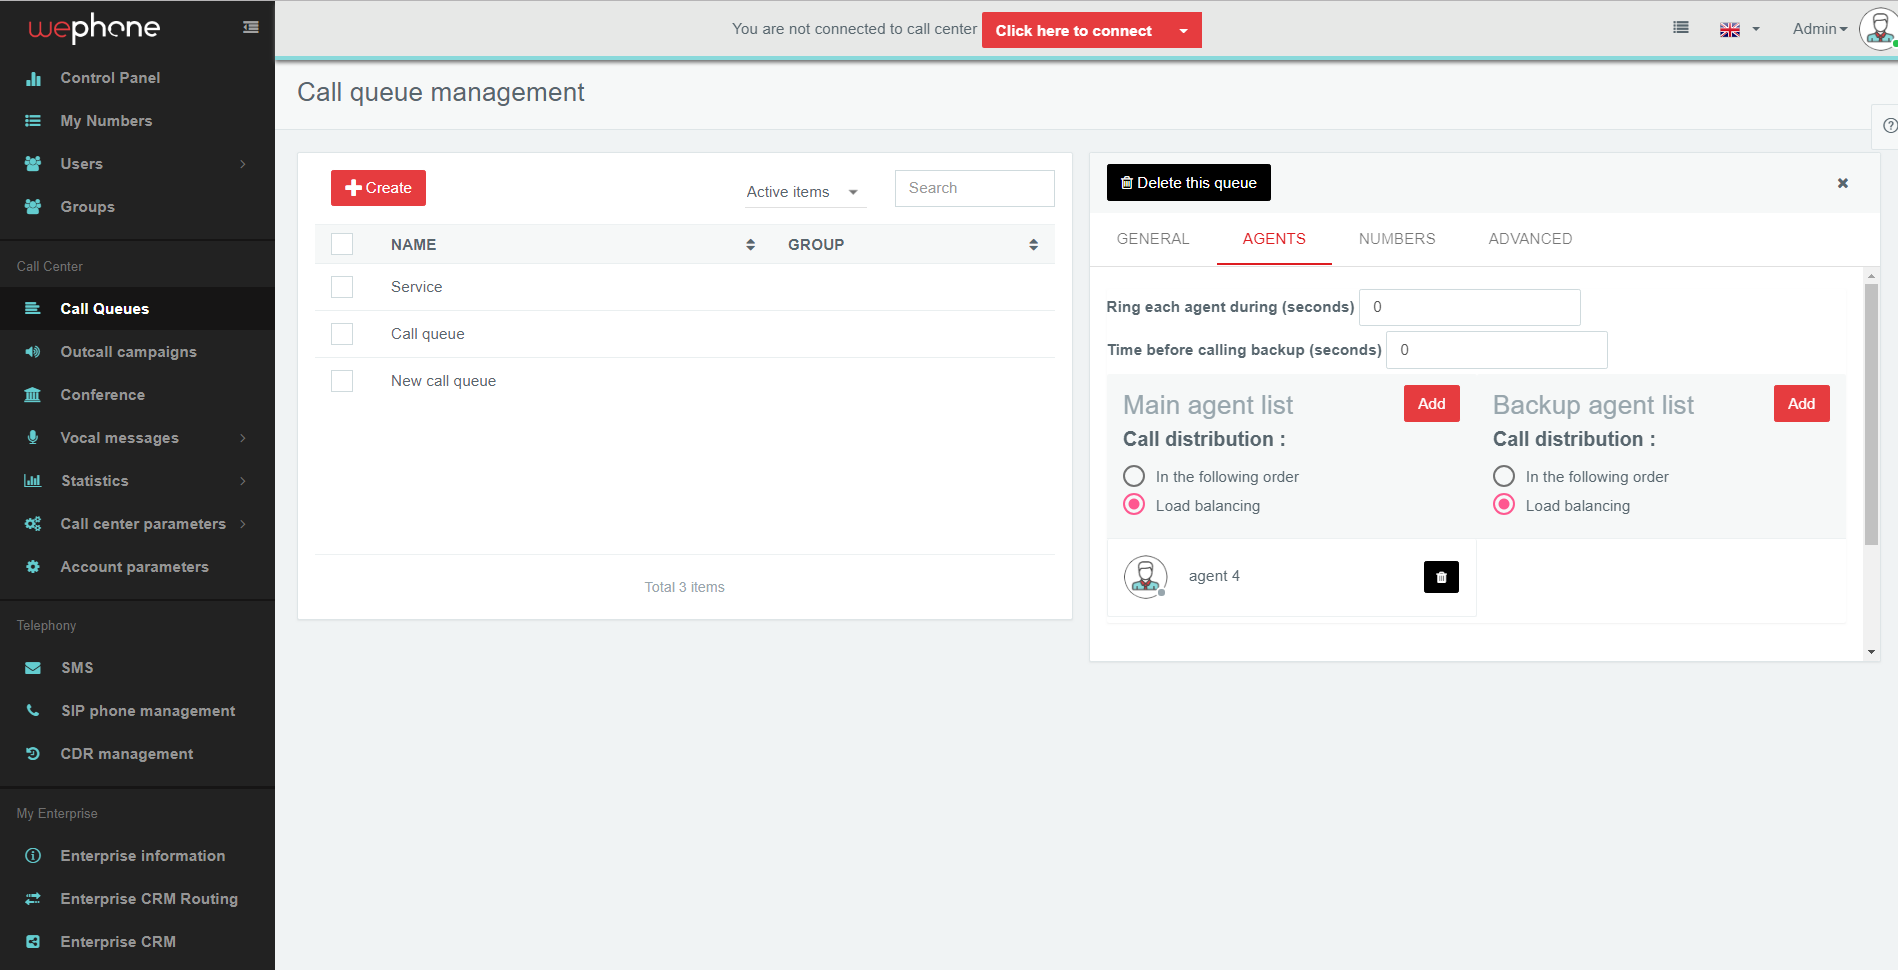 wephone
You are not connected to call center
Click here to connect
Admin
Control Panel
My Numbers
Users
Groups
Call Center
Call Queues
Outcall campaigns
Conference
Vocal messages
Statistics
Call center parameters
Account parameters
Telephony
SMS
SIP phone management
CDR management
My Enterprise
Enterprise information
Enterprise CRM Routing
Enterprise CRM
Call queue management
Create
Active items
Search
NAME GROUP
Service
Call queue
New call queue
Total 3 items
Delete this queue
GENERAL AGENTS NUMBERS ADVANCED
Ring each agent during (seconds) 0
Time before calling backup (seconds) 0
Main agent list Add
Call distribution :
In the following order
Load balancing
agent 4
Backup agent list Add
Call distribution :
In the following order
Load balancing